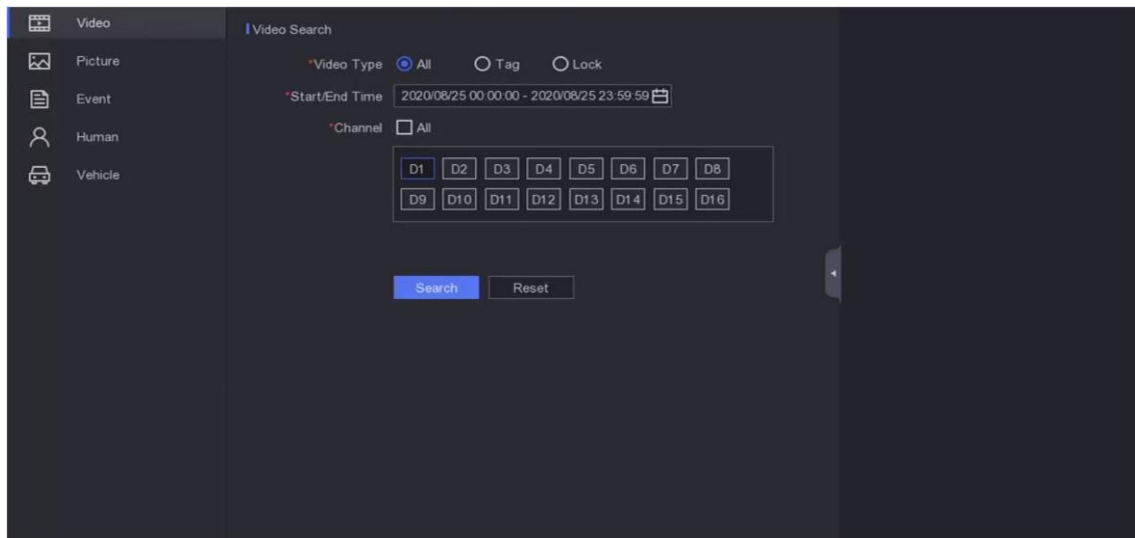 Video
Picture
Event
Human
Vehicle
Video Search
*Video Type All Tag Lock
*Start/End Time 2020/08/25 00:00:00 - 2020/08/25 23:59:59
*Channel All
D1 D2 D3 D4 D5 D6 D7 D8
D9 D10 D11 D12 D13 D14 D15 D16
Search Reset